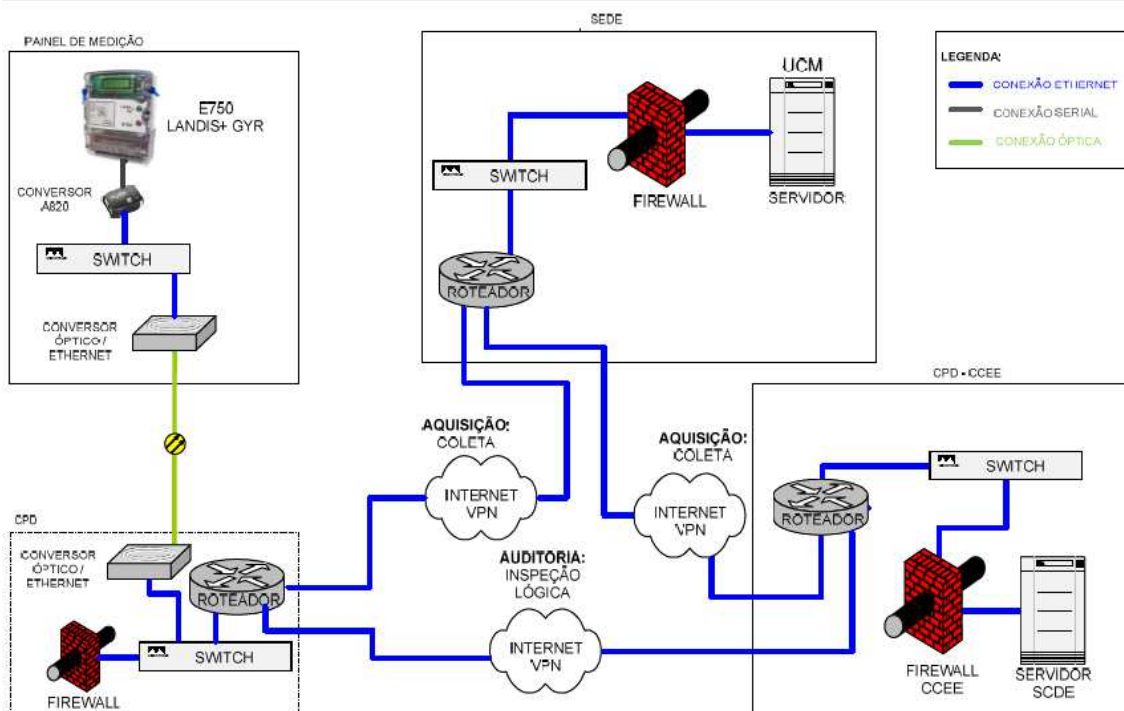 PAINEL DE MEDIÇÃO
E750
LANDIS+ GYR
CONVERSOR
A820
SWITCH
CONVERSOR
ÓPTICO /
ETHERNET
SEDE
UCM
SWITCH
FIREWALL
SERVIDOR
ROTEADOR
LEGENDA:
CONEXÃO ETHERNET
CONEXÃO SERIAL
CONEXÃO ÓPTICA
AQUISIÇÃO:
COLETA
INTERNET
VPN
AQUISIÇÃO:
COLETA
INTERNET
VPN
AUDITORIA:
INSPEÇÃO
LÓGICA
INTERNET
VPN
CPD
CONVERSOR
ÓPTICO /
ETHERNET
ROTEADOR
SWITCH
FIREWALL
CPD - CCEE
SWITCH
ROTEADOR
FIREWALL
CCEE
SERVIDOR
SCDE